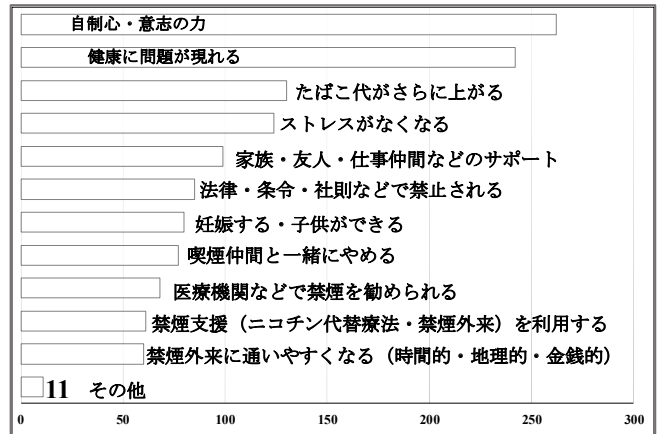 自制心・意志の力
健康に問題が現れる
たばこ代がさらに上がる
ストレスがなくなる
家族・友人・仕事仲間などのサポート
法律・条令・社則などで禁止される
妊娠する・子供ができる
喫煙仲間と一緒にやめる
医療機関などで禁煙を勧められる
禁煙支援（ニコチン代替療法・禁煙外来）を利用する
禁煙外来に通いやすくなる（時間的・地理的・金銭的）
11 その他
0 50 100 150 200 250 300